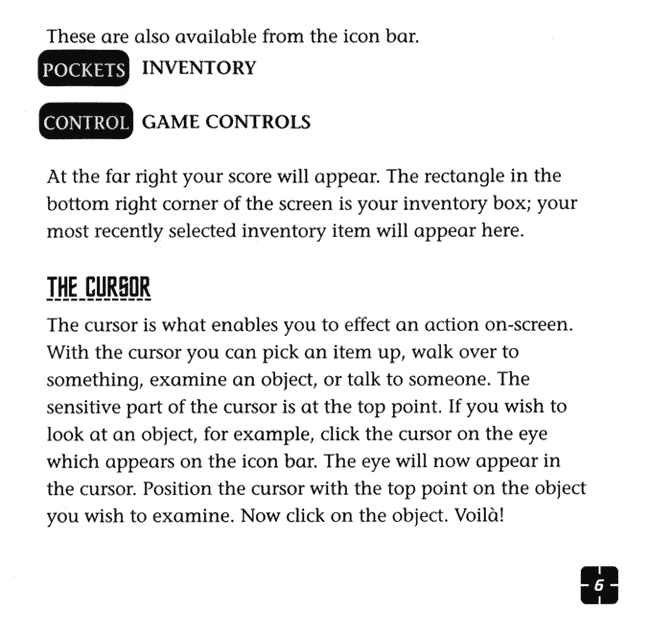 These are also available from the icon bar.
POCKETS INVENTORY
CONTROL GAME CONTROLS
At the far right your score will appear. The rectangle in the
bottom right corner of the screen is your inventory box; your
most recently selected inventory item will appear here.
THE CURSOR
The cursor is what enables you to effect an action on-screen.
With the cursor you can pick an item up, walk over to
something, examine an object, or talk to someone. The
sensitive part of the cursor is at the top point. If you wish to
look at an object, for example, click the cursor on the eye
which appears on the icon bar. The eye will now appear in
the cursor. Position the cursor with the top point on the object
you wish to examine. Now click on the object. Voilà!
6